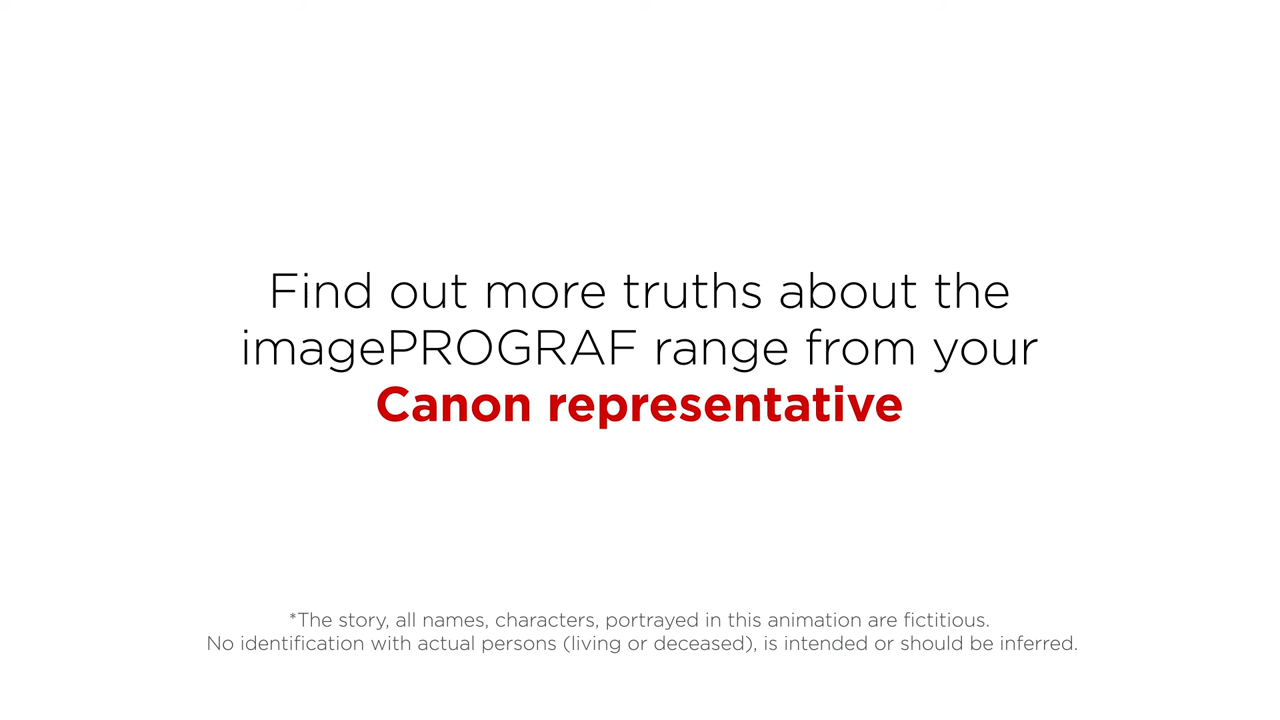 Find out more truths about the
imagePROGRAF range from your
Canon representative
*The story, all names, characters, portrayed in this animation are fictitious.
No identification with actual persons (living or deceased), is intended or should be inferred.